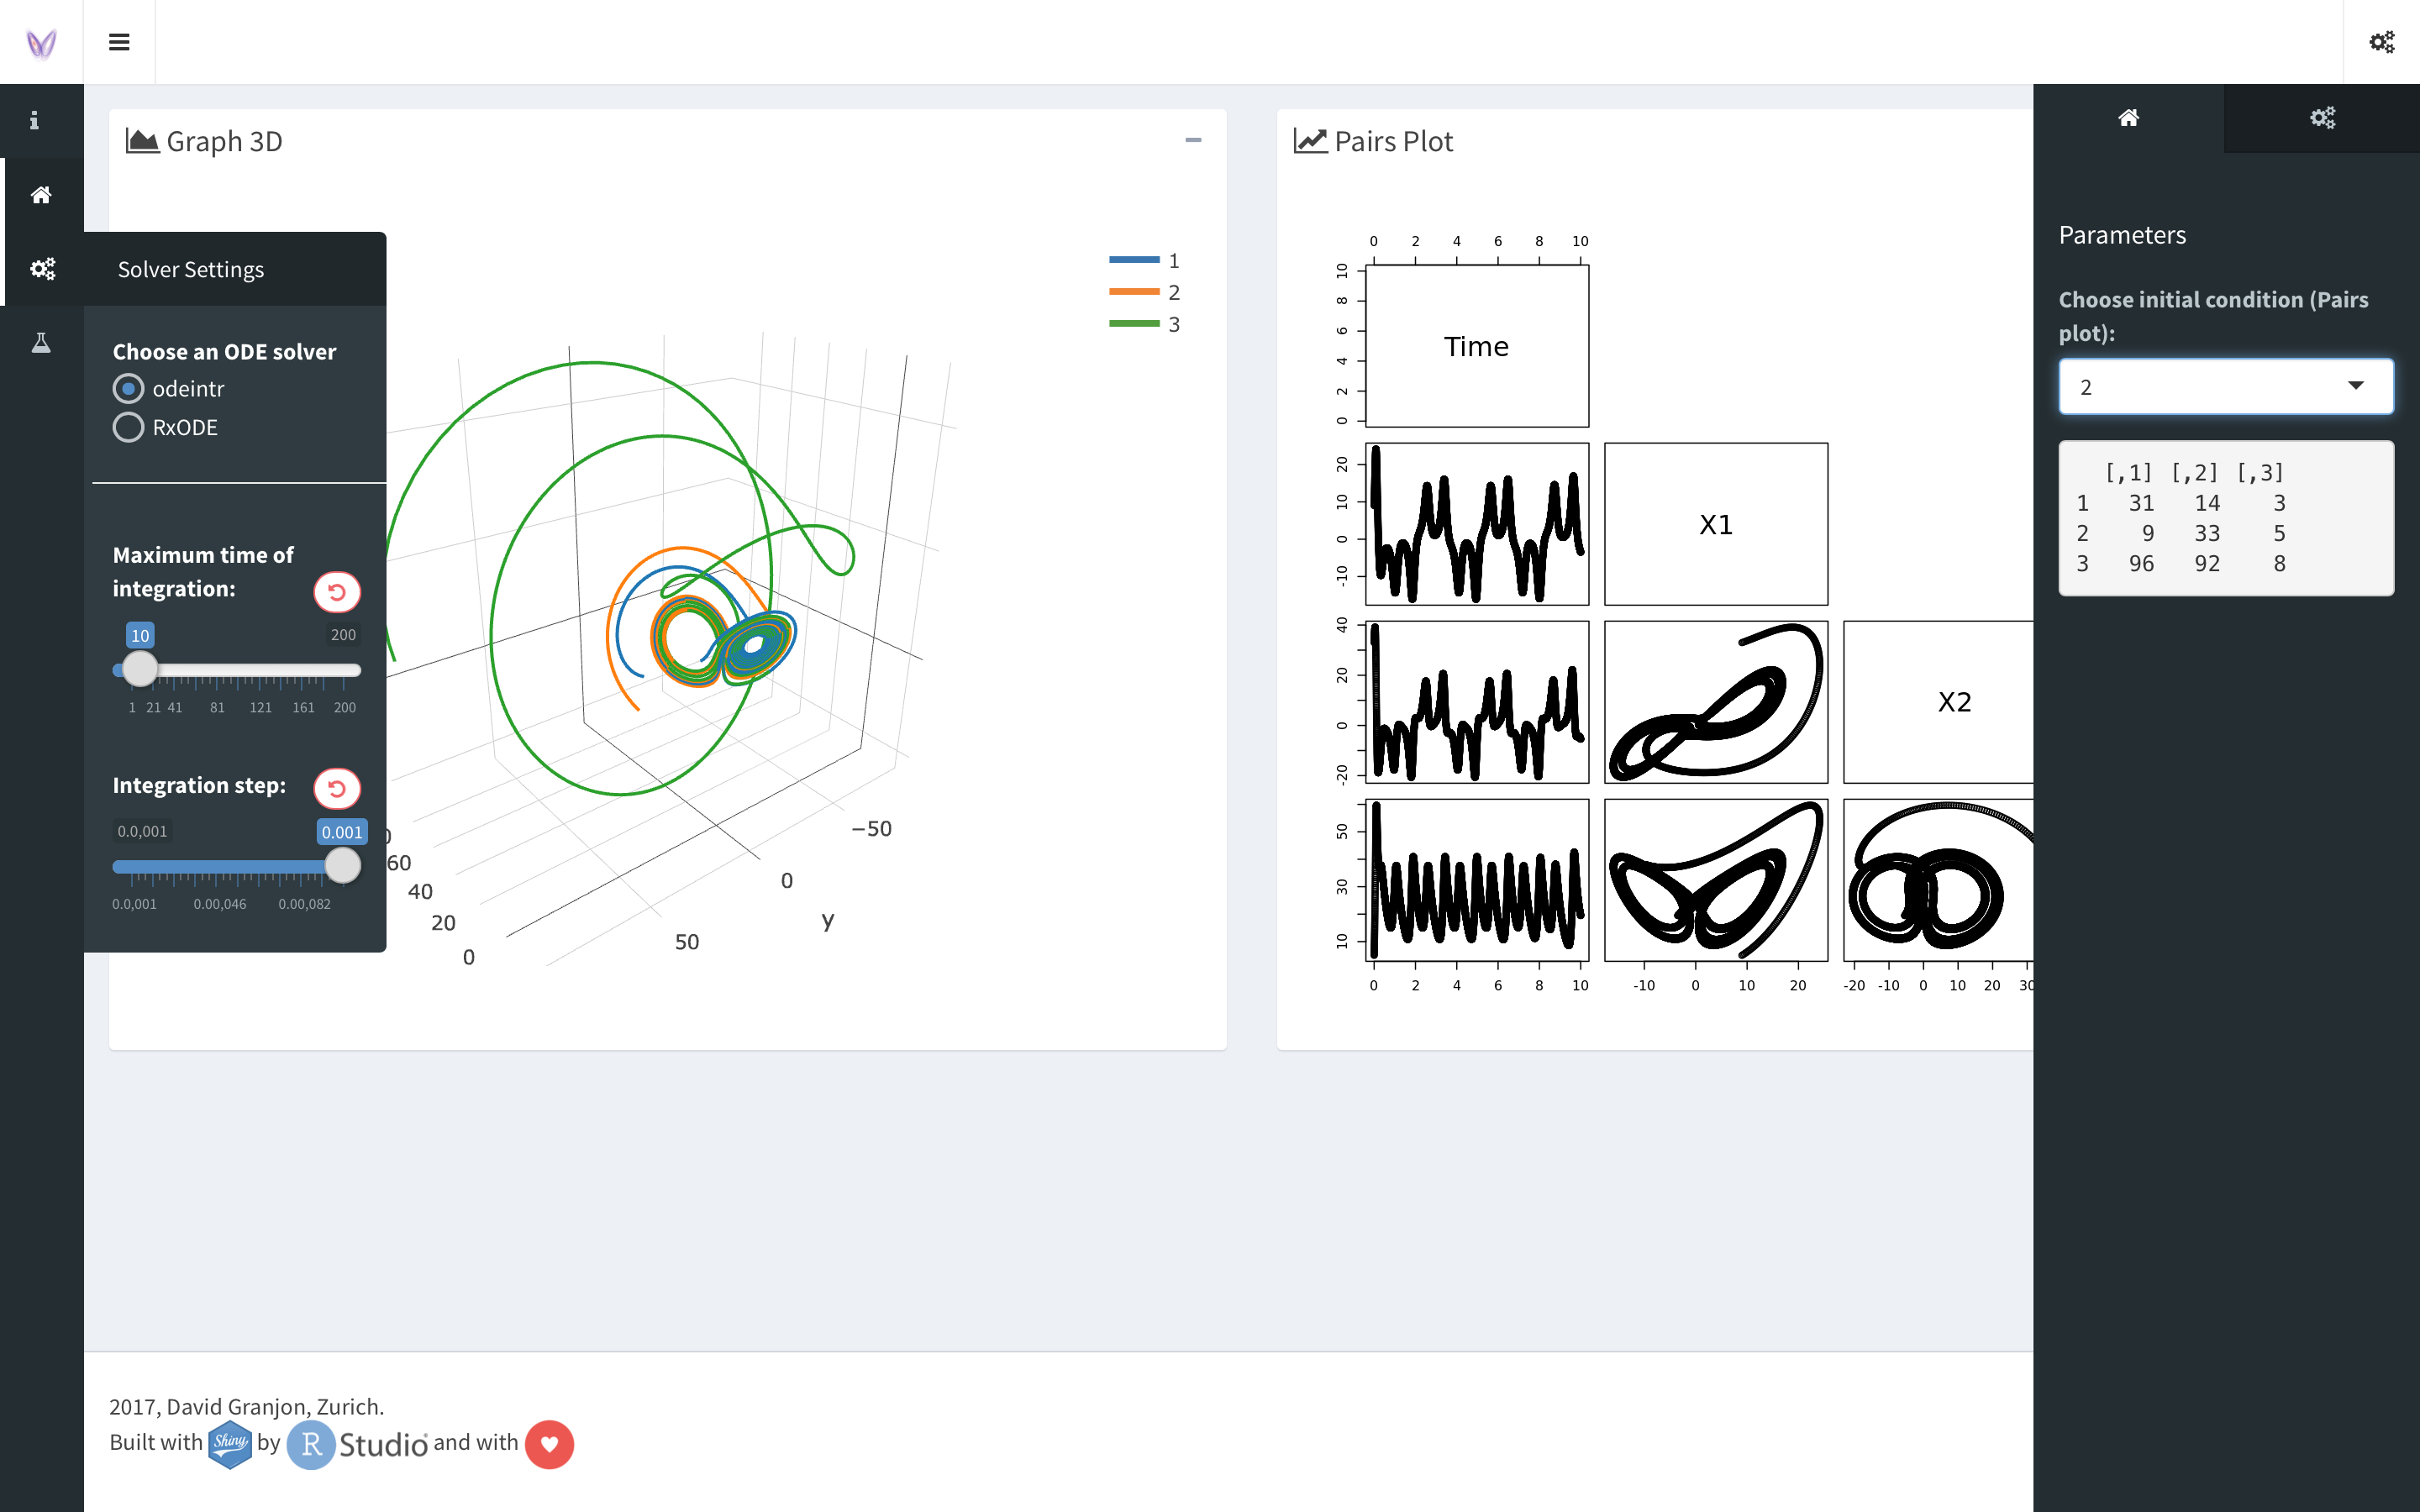 Graph 3D
Pairs Plot
Parameters
Choose initial condition (Pairs
plot):
2
[,1] [,2] [,3]
1 31 14 3
2 9 33 5
3 96 92 8
Solver Settings
Choose an ODE solver
odeintr
RxODE
Maximum time of
integration:
10 200
1 21 41 81 121 161 200
Integration step:
0.0,001 0.001
0.0,001 0.00,046 0.00,082
1
2
3
60
40
20
0
50
0
−50
y
0 2 4 6 8 10
10
8
6
4
2
0
Time
20
10
0
-10
X1
40
20
0
-20
X2
50
30
10
0 2 4 6 8 10
-10 0 10 20
-20 -10 0 10 20 30
2017, David Granjon, Zurich.
Built with Shiny by R Studio and with